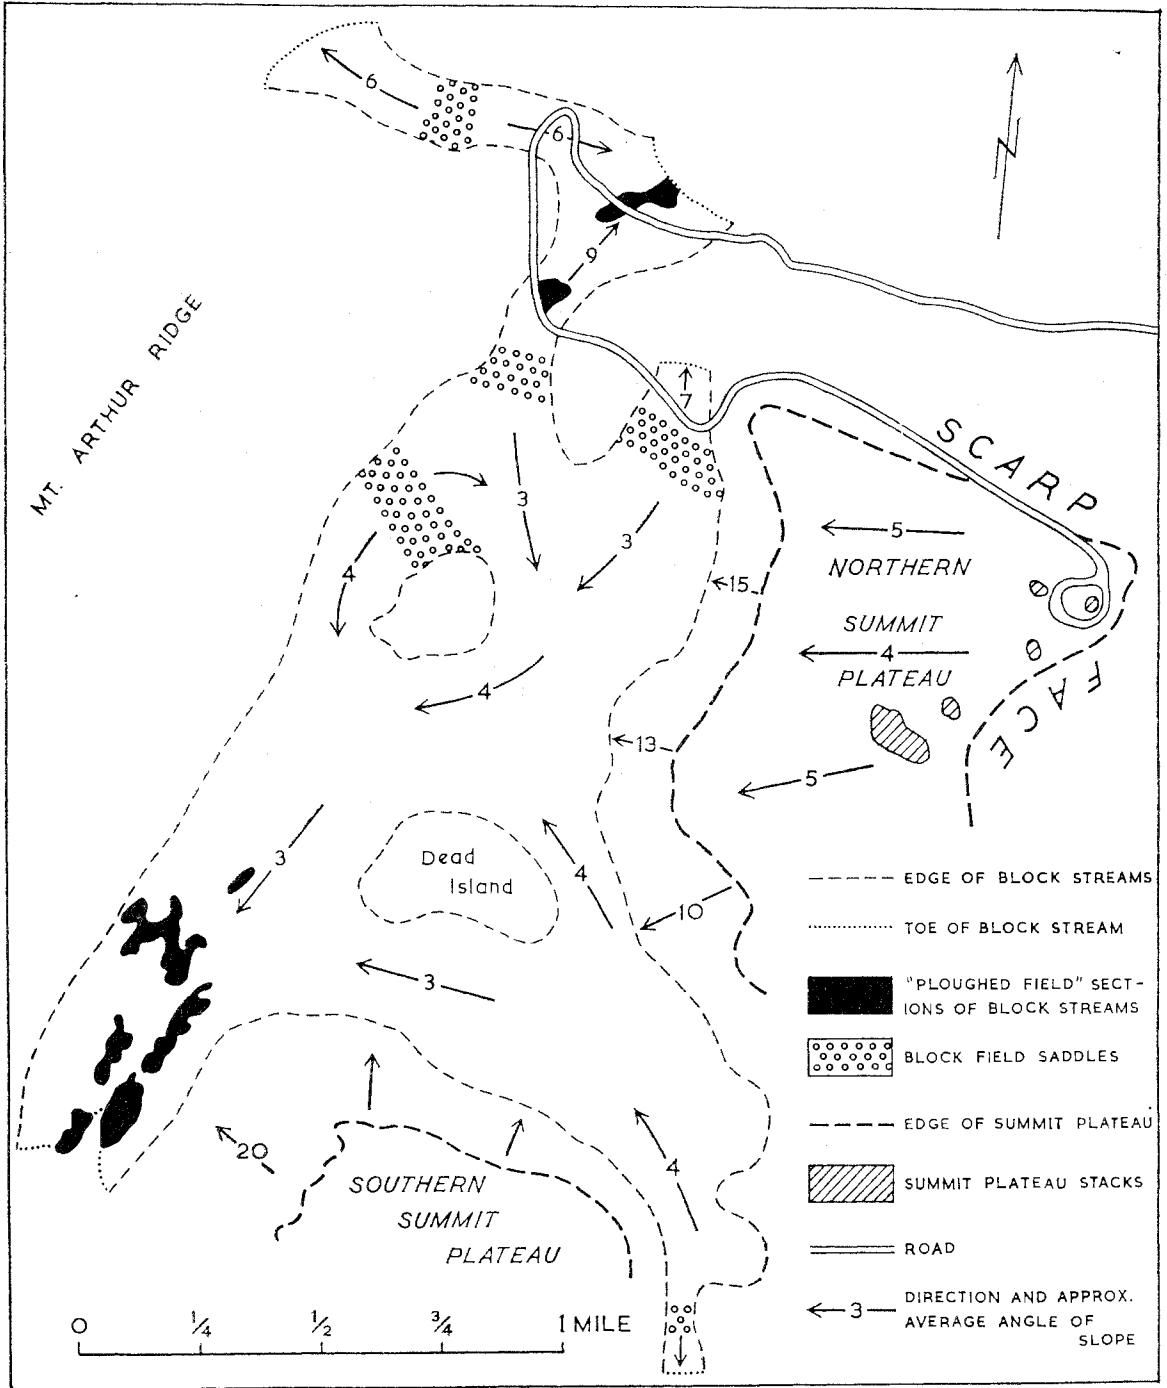 6
6
N
9
MT. ARTHUR RIDGE
7
SCARP
FACE
3
3
4
5
NORTHERN
15
SUMMIT
4
PLATEAU
4
13
5
3
Dead
Island
4
10
3
20
4
SOUTHERN
SUMMIT
PLATEAU
EDGE OF BLOCK STREAMS
TOE OF BLOCK STREAM
"PLOUGHED FIELD" SECT-
IONS OF BLOCK STREAMS
BLOCK FIELD SADDLES
EDGE OF SUMMIT PLATEAU
SUMMIT PLATEAU STACKS
ROAD
3
DIRECTION AND APPROX.
AVERAGE ANGLE OF
SLOPE
0 1/4 1/2 3/4 1 MILE